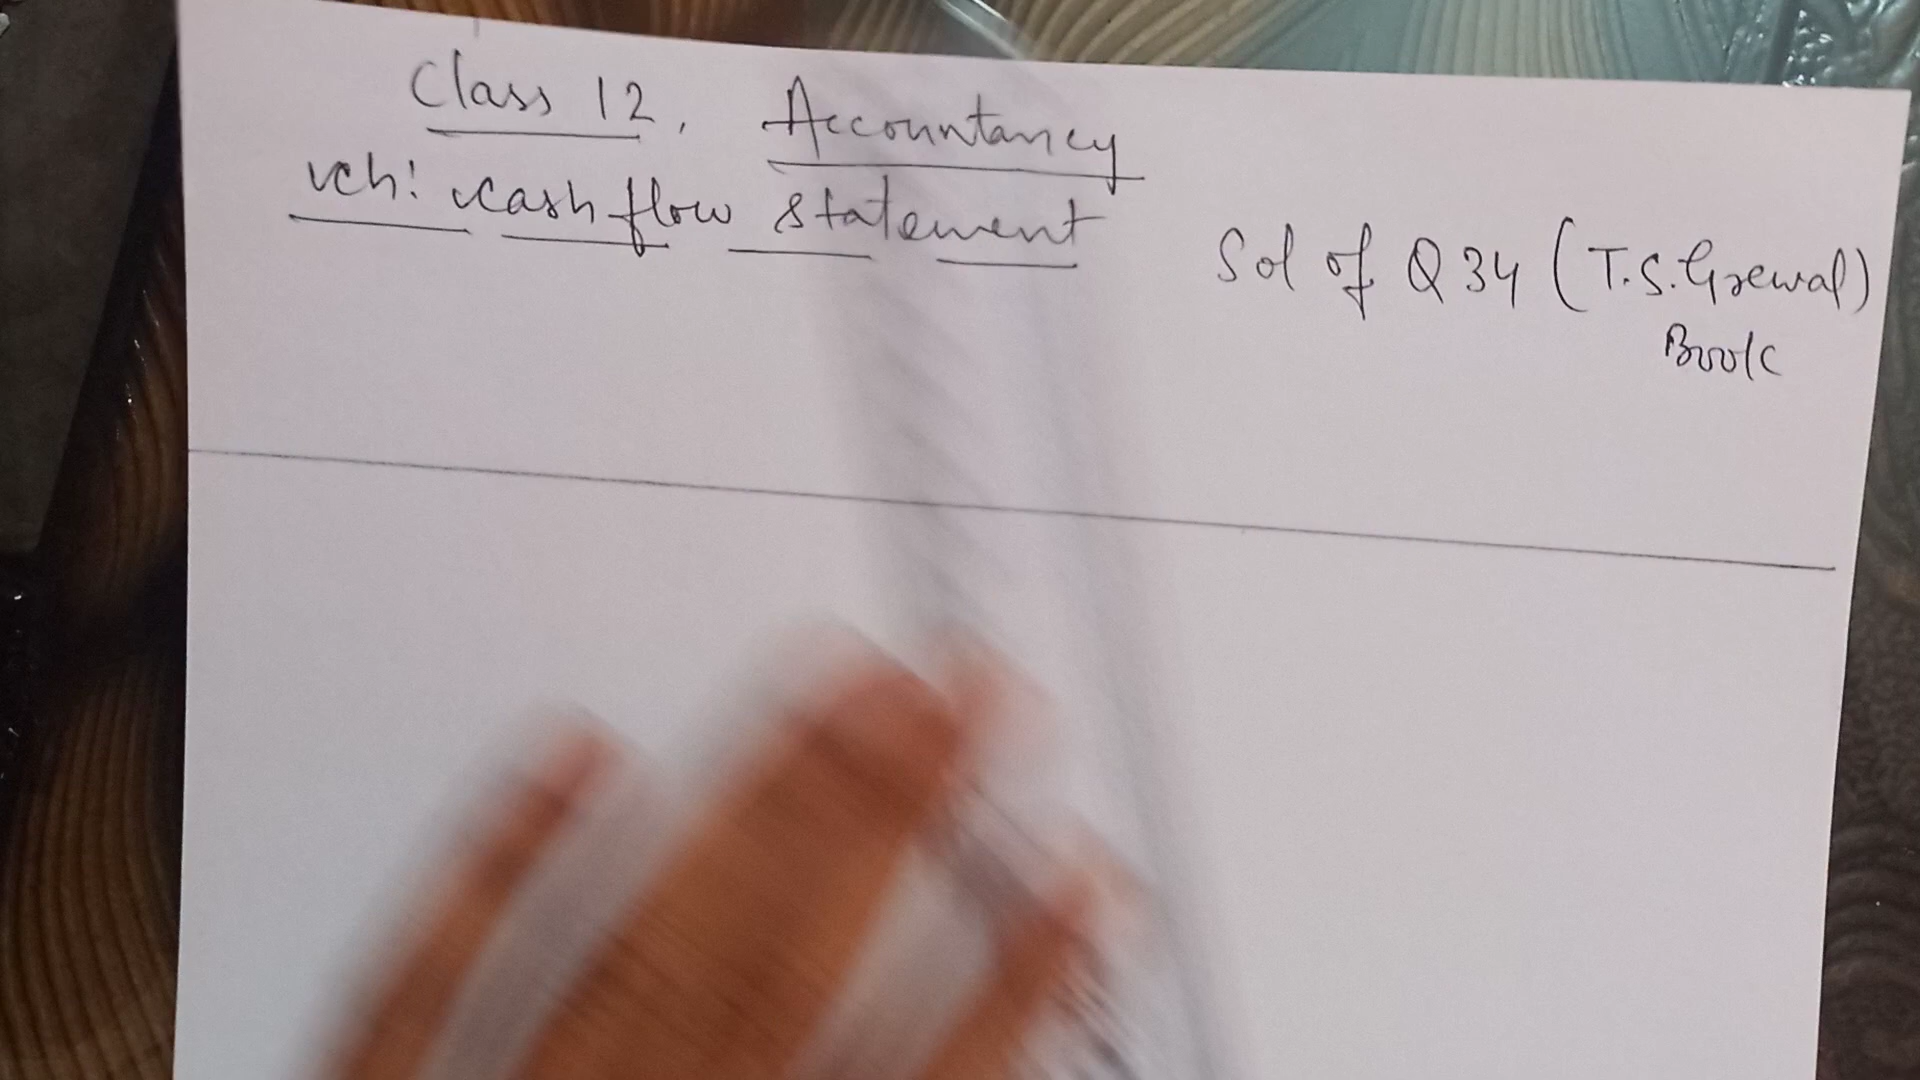 Class 12, Accountancy
Ch: Cash flow Statement
Sol of Q 34 (T.S. Grewal)
Book